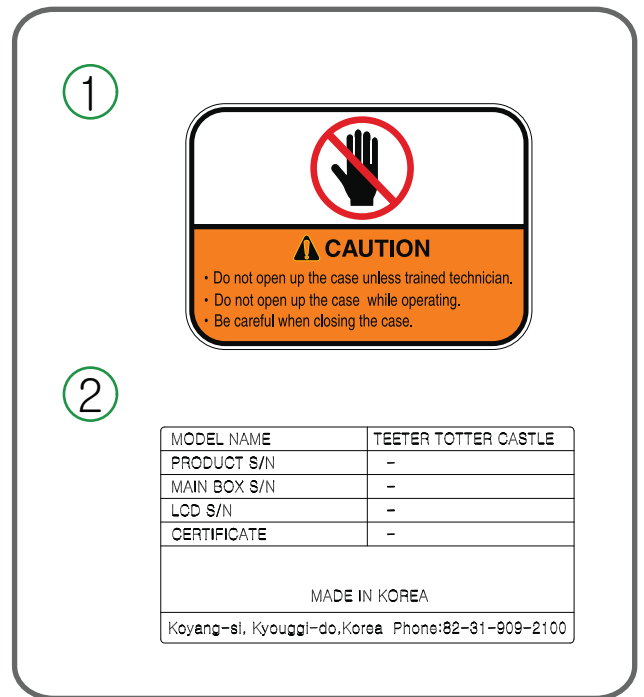 1
CAUTION
• Do not open up the case unless trained technician.
• Do not open up the case while operating.
• Be careful when closing the case.
2
MODEL NAME TEETER TOTTER CASTLE
PRODUCT S/N -
MAIN BOX S/N -
LCD S/N -
CERTIFICATE -
MADE IN KOREA
Koyang-si, Kyouggi-do,Korea Phone:82-31-909-2100